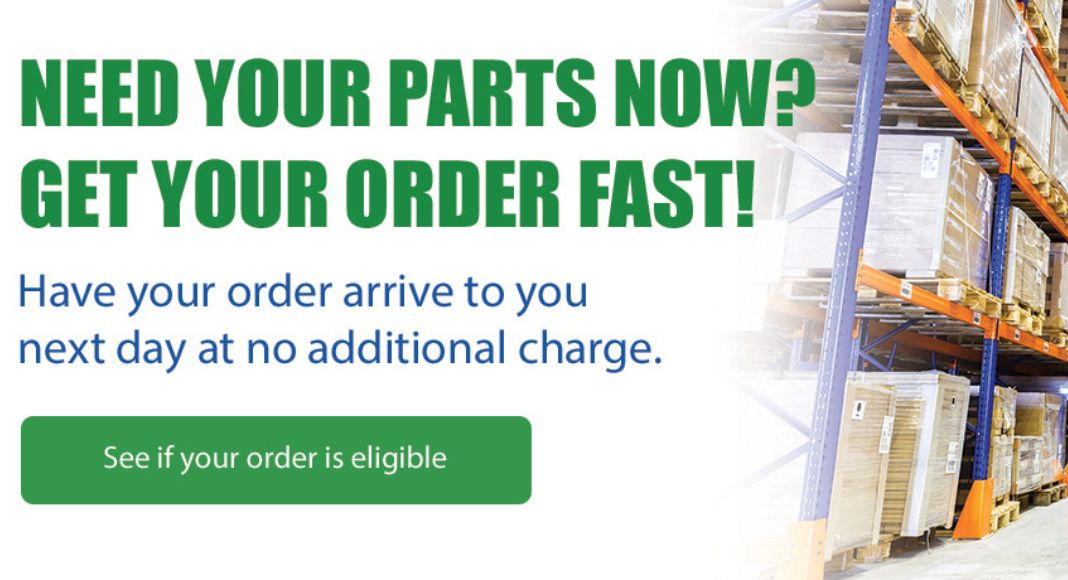 NEED YOUR PARTS NOW?
GET YOUR ORDER FAST!
Have your order arrive to you
next day at no additional charge.
See if your order is eligible